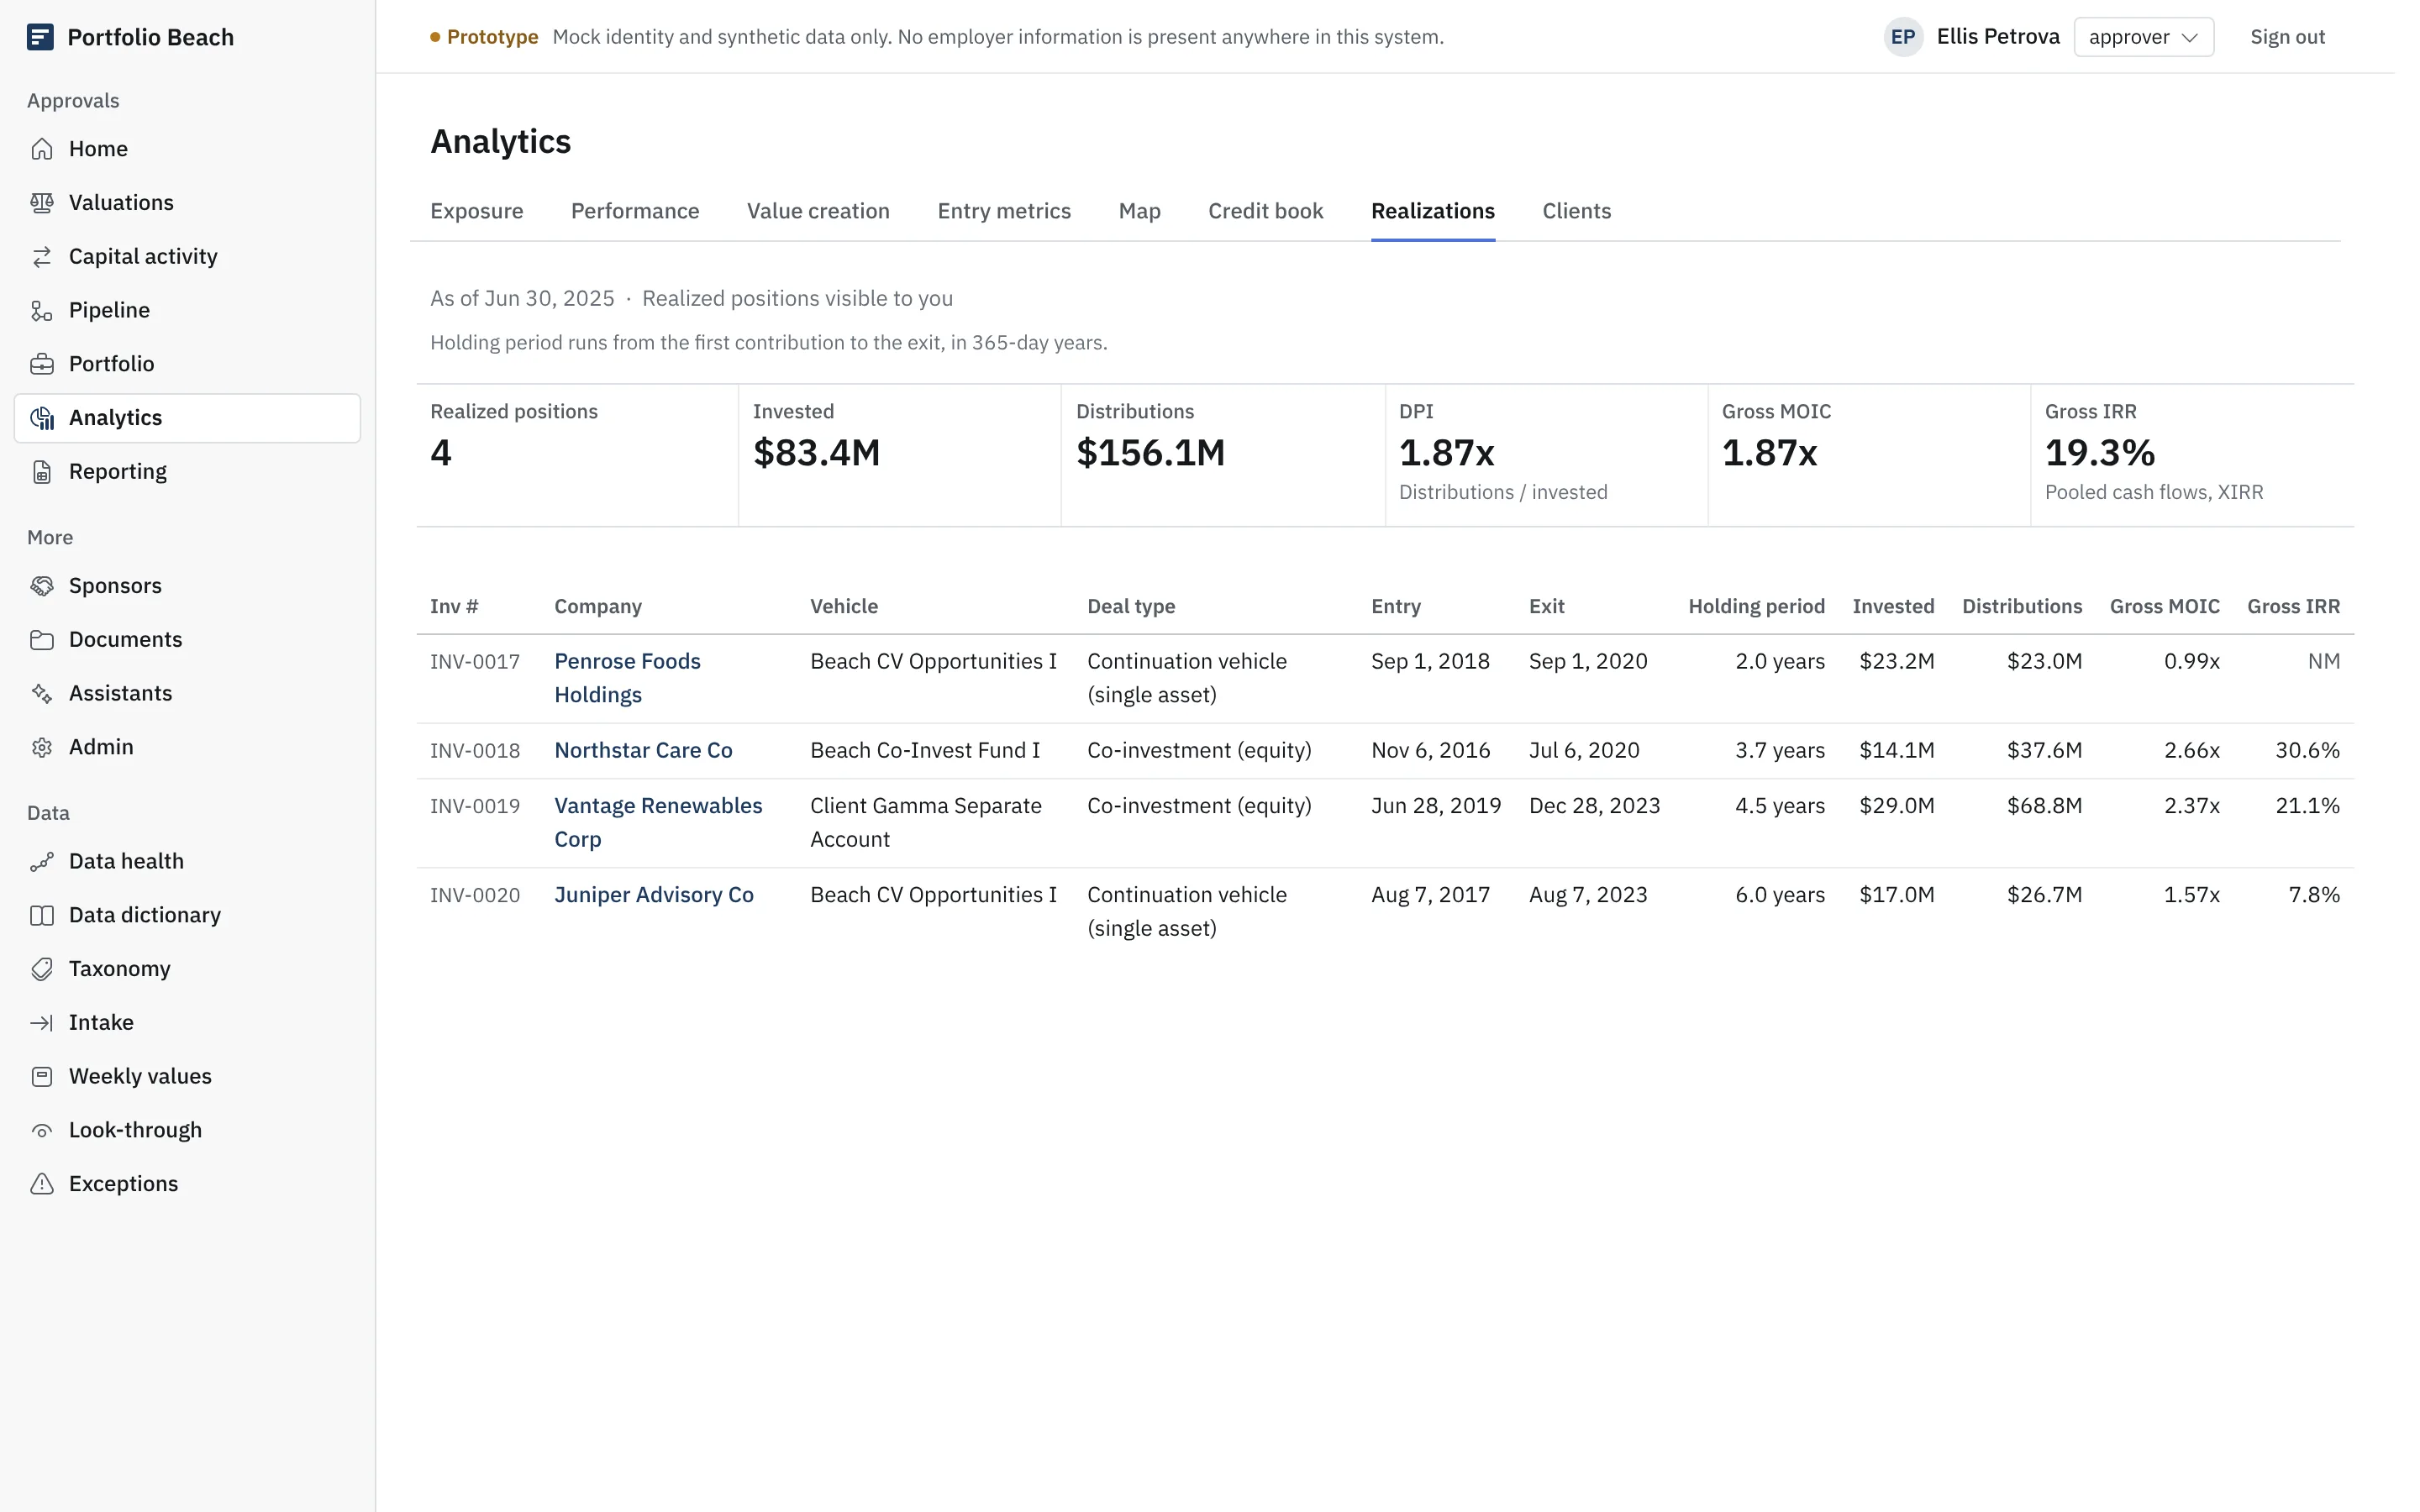 Portfolio Beach
Approvals
Home
Valuations
Capital activity
Pipeline
Portfolio
Analytics
Reporting
More
Sponsors
Documents
Assistants
Admin
Data
Data health
Data dictionary
Taxonomy
Intake
Weekly values
Look-through
Exceptions
Prototype Mock identity and synthetic data only. No employer information is present anywhere in this system.
EP Ellis Petrova approver Sign out
Analytics
Exposure Performance Value creation Entry metrics Map Credit book Realizations Clients
As of Jun 30, 2025 · Realized positions visible to you
Holding period runs from the first contribution to the exit, in 365-day years.
Realized positions Invested Distributions DPI Gross MOIC Gross IRR
4 $83.4M $156.1M 1.87x 1.87x 19.3%
Distributions / invested Pooled cash flows, XIRR
Inv # Company Vehicle Deal type Entry Exit Holding period Invested Distributions Gross MOIC Gross IRR
INV-0017 Penrose Foods Beach CV Opportunities I Continuation vehicle Sep 1, 2018 Sep 1, 2020 2.0 years $23.2M $23.0M 0.99x NM
Holdings (single asset)
INV-0018 Northstar Care Co Beach Co-Invest Fund I Co-investment (equity) Nov 6, 2016 Jul 6, 2020 3.7 years $14.1M $37.6M 2.66x 30.6%
INV-0019 Vantage Renewables Client Gamma Separate Co-investment (equity) Jun 28, 2019 Dec 28, 2023 4.5 years $29.0M $68.8M 2.37x 21.1%
Corp Account
INV-0020 Juniper Advisory Co Beach CV Opportunities I Continuation vehicle Aug 7, 2017 Aug 7, 2023 6.0 years $17.0M $26.7M 1.57x 7.8%
(single asset)